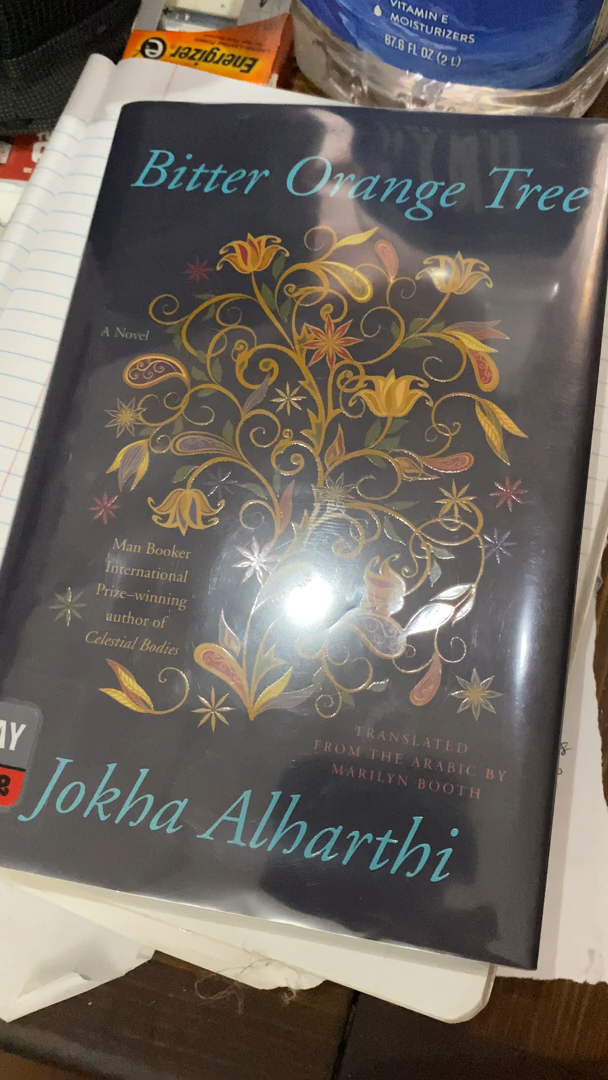 VITAMIN E
MOISTURIZERS
67.6 FL OZ (2 L)
Energizer
Bitter Orange Tree
A Novel
Man Booker
International
Prize–winning
author of
Celestial Bodies
TRANSLATED
FROM THE ARABIC BY
MARILYN BOOTH
AY
Jokha Alharthi